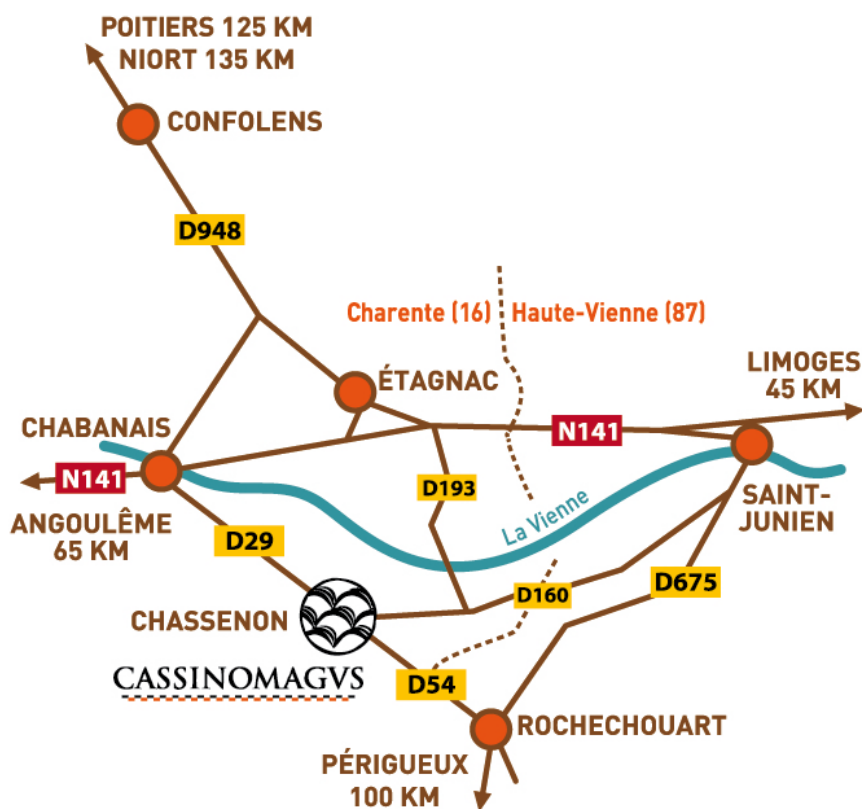 POITIERS 125 KM
NIORT 135 KM
CONFOLENS
D948
Charente (16)
Haute-Vienne (87)
ÉTAGNAC
LIMOGES
45 KM
CHABANAIS
N141
N141
ANGOULÊME
65 KM
D193
La Vienne
SAINT-
JUNIEN
D29
D160
D675
CHASSENON
CASSINOMAGVS
D54
ROCHECHOUART
PÉRIGUEUX
100 KM